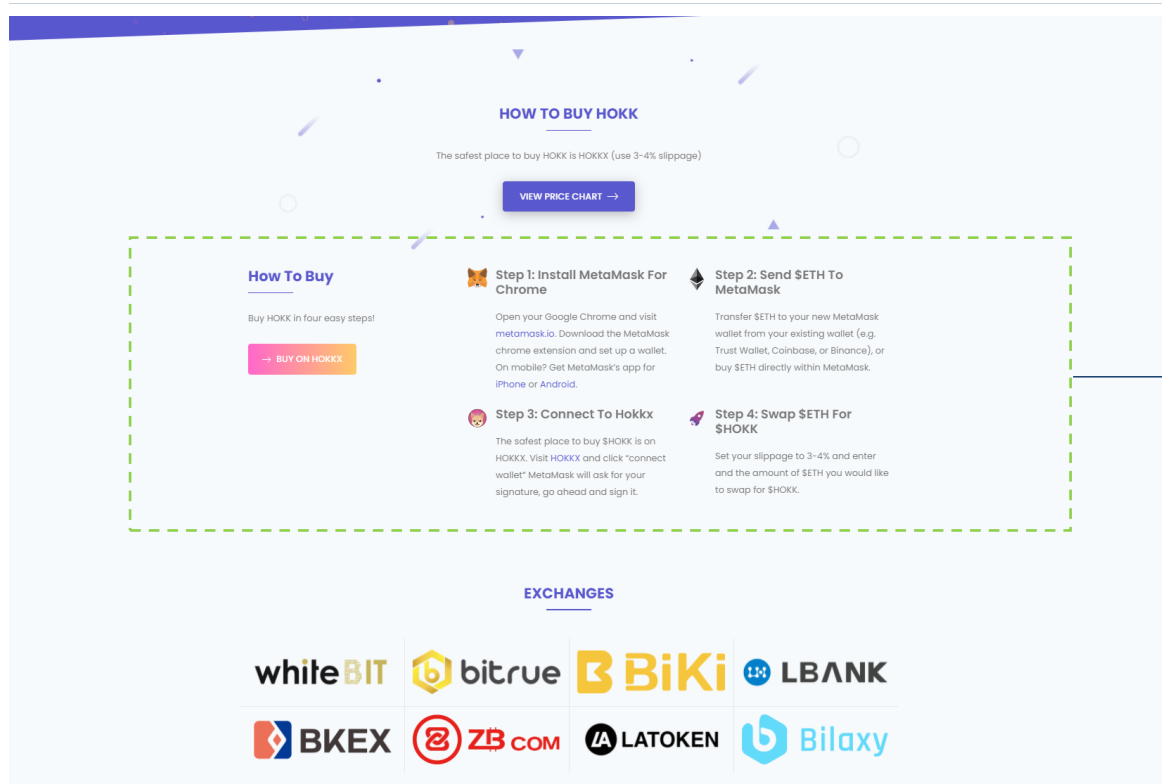 HOW TO BUY HOKK
The safest place to buy HOKK is HOKKX (use 3-4% slippage)
VIEW PRICE CHART →
How To Buy
Buy HOKK in four easy steps!
→ BUY ON HOKKX
Step 1: Install MetaMask For
Chrome
Open your Google Chrome and visit
metamask.io. Download the MetaMask
chrome extension and set up a wallet.
On mobile? Get MetaMask's app for
iPhone or Android.
Step 2: Send $ETH To
MetaMask
Transfer $ETH to your new MetaMask
wallet from your existing wallet (e.g.
Trust Wallet, Coinbase, or Binance), or
buy $ETH directly within MetaMask.
Step 3: Connect To Hokkx
The safest place to buy $HOKK is on
HOKKX. Visit HOKKX and click "connect
wallet" MetaMask will ask for your
signature, go ahead and sign it.
Step 4: Swap $ETH For
$HOKK
Set your slippage to 3-4% and enter
and the amount of $ETH you would like
to swap for $HOKK.
EXCHANGES
whiteBIT
bitrue
BiKi
LBANK
BKEX
ZB COM
LATOKEN
Bilaxy